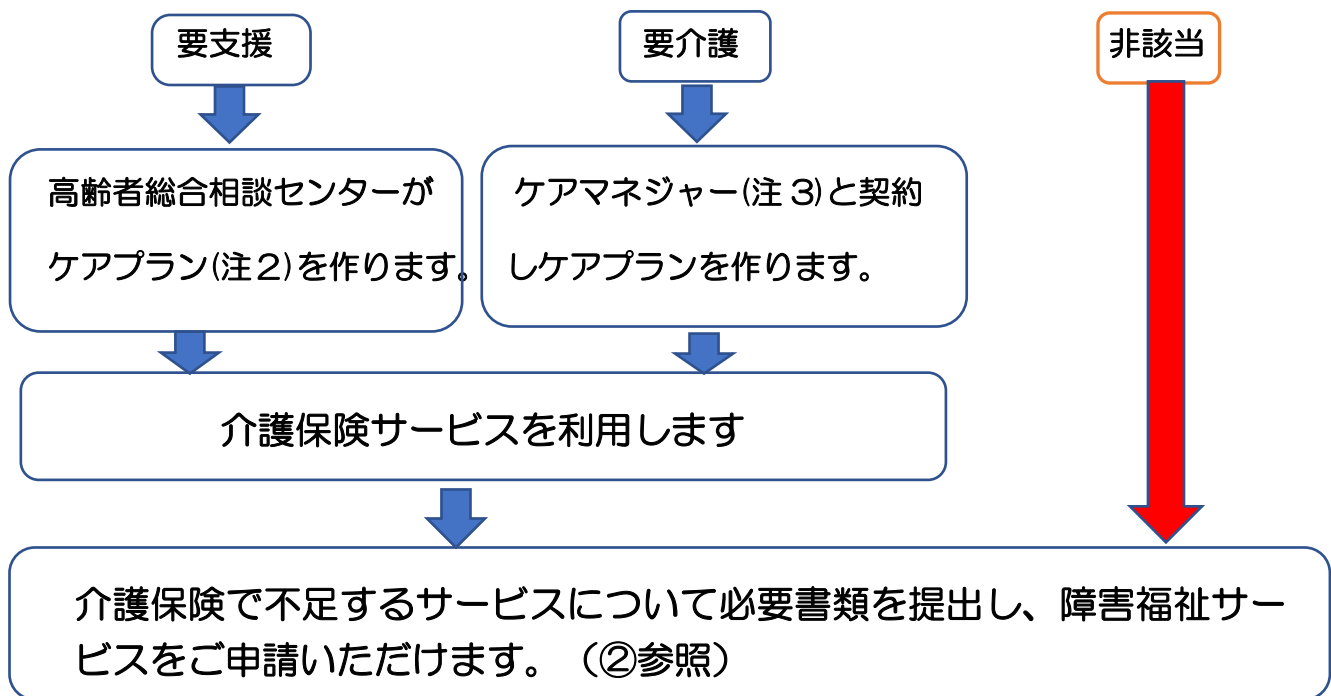 要支援
要介護
非該当
高齢者総合相談センターが
ケアプラン(注2)を作ります。
ケアマネジャー(注3)と契約
しケアプランを作ります。
介護保険サービスを利用します
介護保険で不足するサービスについて必要書類を提出し、障害福祉サー
ビスをご申請いただけます。（②参照）